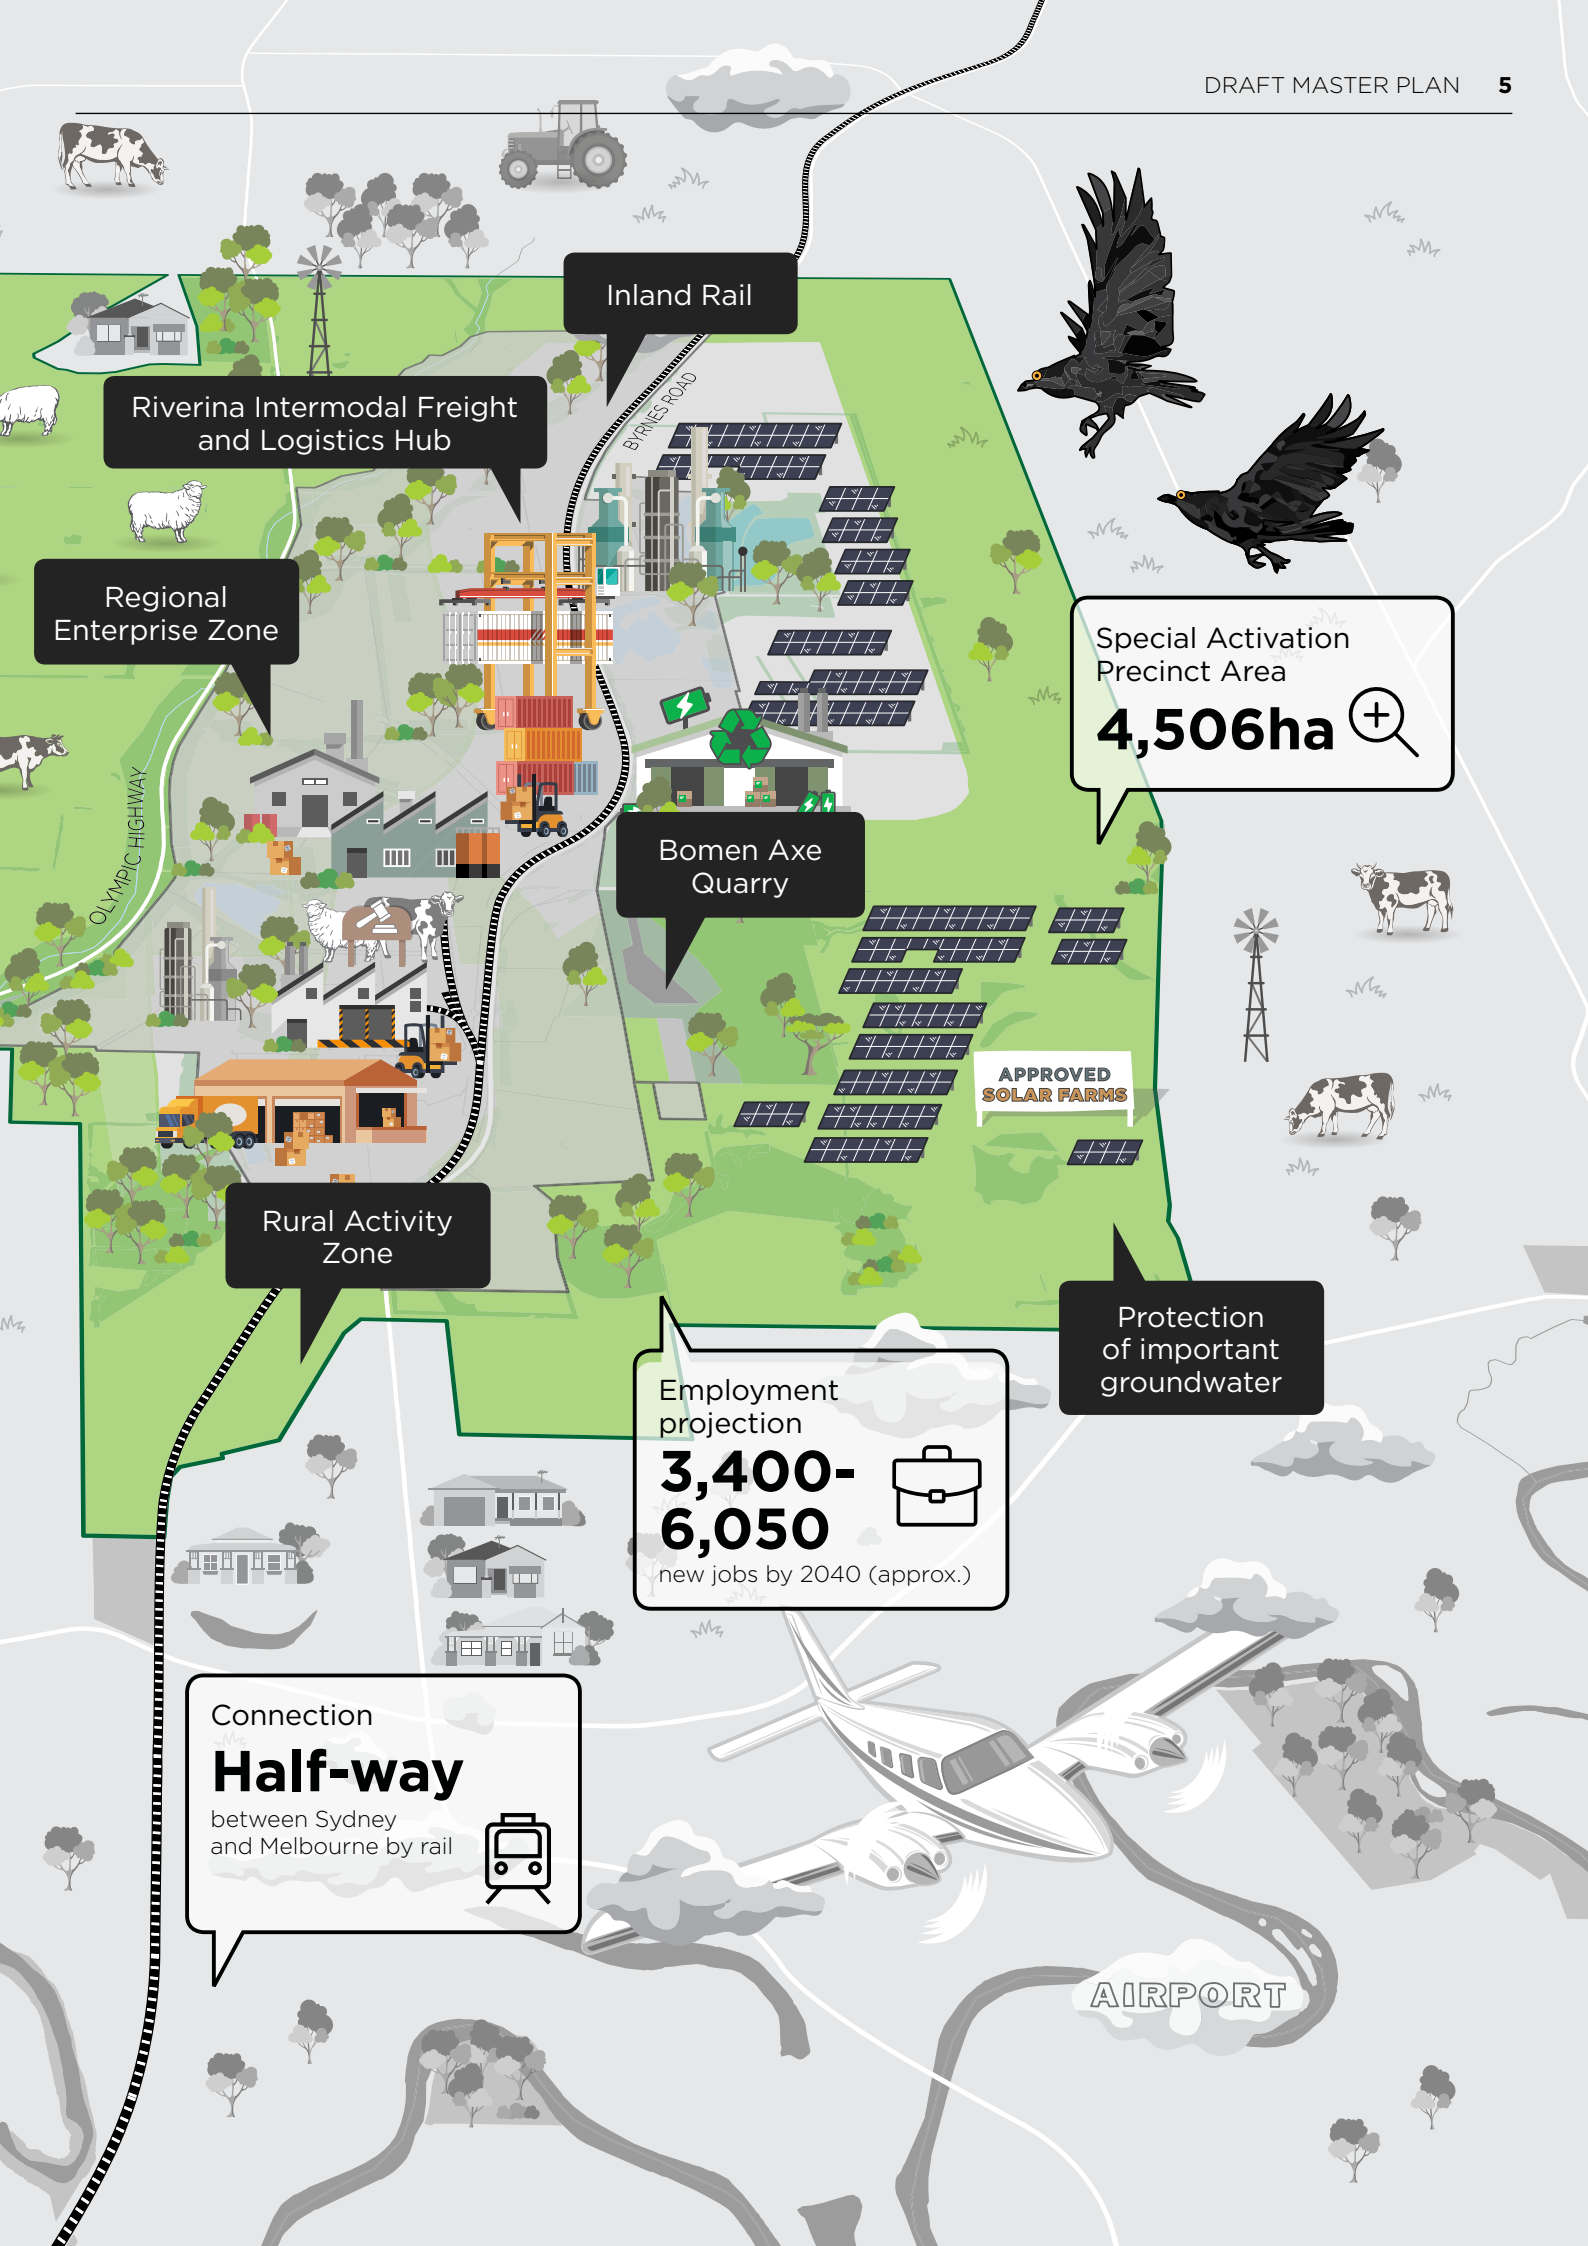 DRAFT MASTER PLAN 5
Inland Rail
BYRNES ROAD
Riverina Intermodal Freight
and Logistics Hub
Regional
Enterprise Zone
Special Activation
Precinct Area
4,506ha
OLYMPIC HIGHWAY
Bomen Axe
Quarry
APPROVED
SOLAR FARMS
Rural Activity
Zone
Protection
of important
groundwater
Employment
projection
3,400-
6,050
new jobs by 2040 (approx.)
Connection
Half-way
between Sydney
and Melbourne by rail
AIRPORT